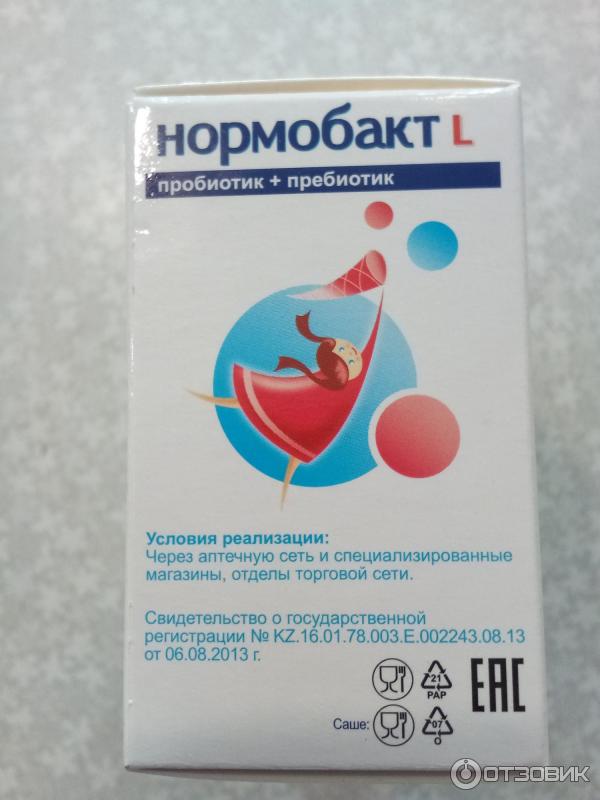 нормобакт L
пробиотик + пребиотик
Условия реализации:
Через аптечную сеть и специализированные
магазины, отделы торговой сети.
Свидетельство о государственной
регистрации № KZ.16.01.78.003.Е.002243.08.13
от 06.08.2013 г.
21
PAP
EAC
Саше:
07
O
ОТЗОВИК